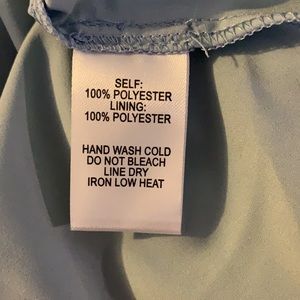 SELF:
100% POLYESTER
LINING:
100% POLYESTER
HAND WASH COLD
DO NOT BLEACH
LINE DRY
IRON LOW HEAT